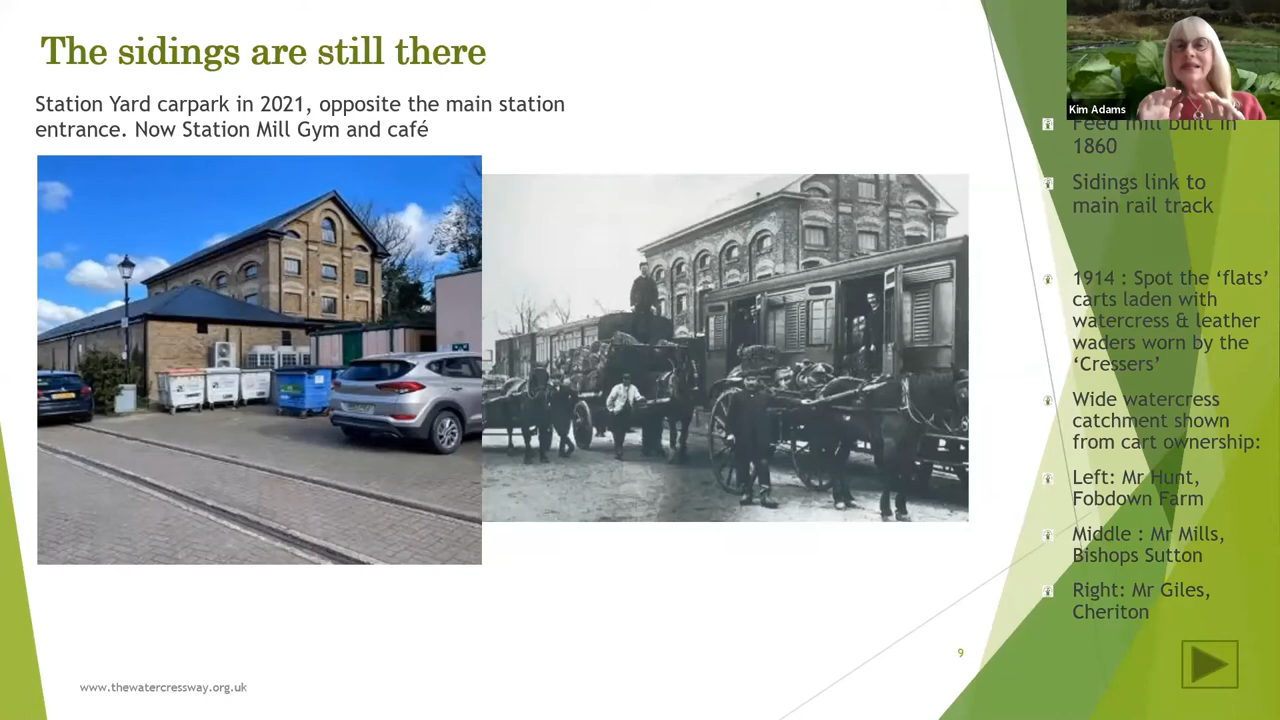 The sidings are still there
Station Yard carpark in 2021, opposite the main station
entrance. Now Station Mill Gym and café
Kim Adams
Feed mill built in
1860
Sidings link to
main rail track
1914 : Spot the ‘flats’
carts laden with
watercress & leather
waders worn by the
‘Cressers’
Wide watercress
catchment shown
from cart ownership:
Left: Mr Hunt,
Fobdown Farm
Middle : Mr Mills,
Bishops Sutton
Right: Mr Giles,
Cheriton
9
www.thewatercressway.org.uk